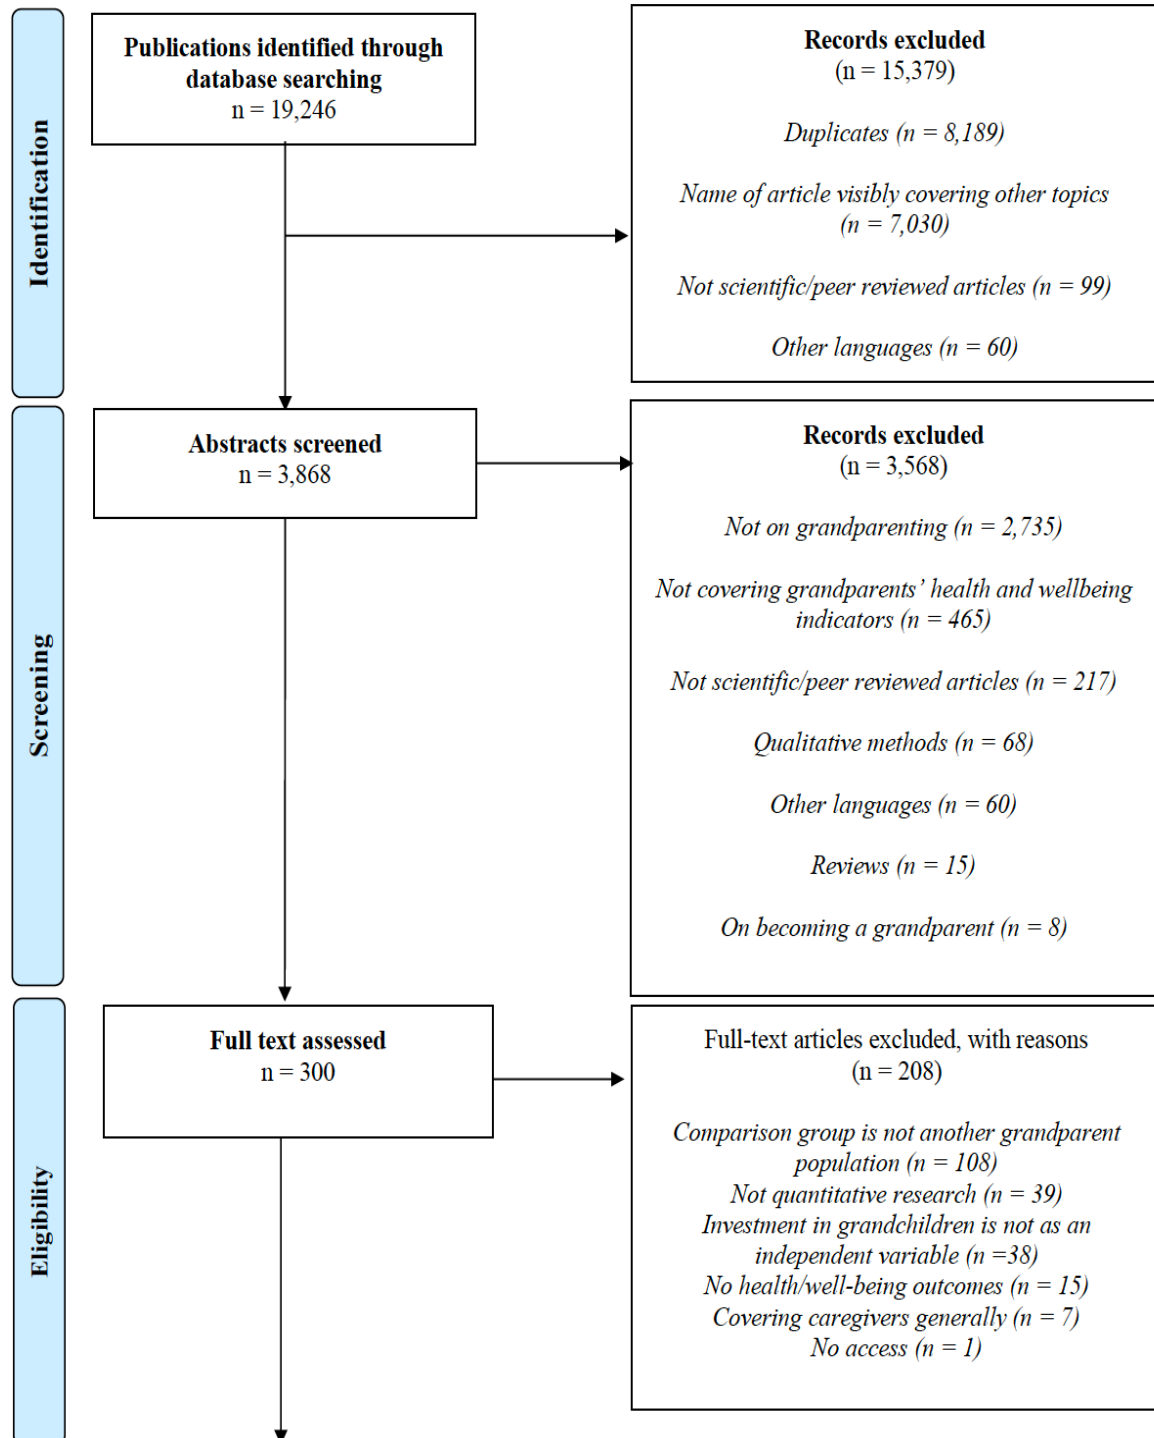 Identification
Publications identified through
database searching
n = 19,246
Records excluded
(n = 15,379)
Duplicates (n = 8,189)
Name of article visibly covering other topics
(n = 7,030)
Not scientific/peer reviewed articles (n = 99)
Other languages (n = 60)
Screening
Abstracts screened
n = 3,868
Records excluded
(n = 3,568)
Not on grandparenting (n = 2,735)
Not covering grandparents’ health and wellbeing
indicators (n = 465)
Not scientific/peer reviewed articles (n = 217)
Qualitative methods (n = 68)
Other languages (n = 60)
Reviews (n = 15)
On becoming a grandparent (n = 8)
Eligibility
Full text assessed
n = 300
Full-text articles excluded, with reasons
(n = 208)
Comparison group is not another grandparent
population (n = 108)
Not quantitative research (n = 39)
Investment in grandchildren is not as an
independent variable (n =38)
No health/well-being outcomes (n = 15)
Covering caregivers generally (n = 7)
No access (n = 1)